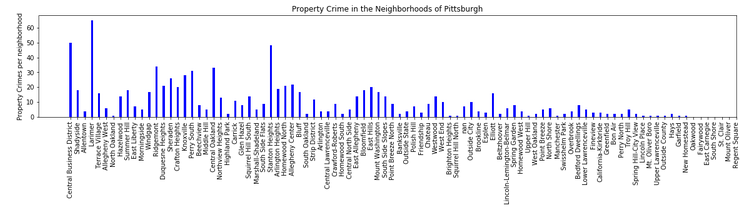 Property Crime in the Neighborhoods of Pittsburgh
Property Crimes per neighborhood
60
50
40
30
20
10
0
Central Business District
Shadyside
Allentown
Larimer
Terrace Village
Allegheny West
North Oakland
Hazelwood
Summer Hill
East Liberty
Morningside
Windgap
Ridgemont
Duquesne Heights
Sheraden
Crafton Heights
Knoxville
Perry South
Beechview
Middle Hill
Central Oakland
Northview Heights
Highland Park
Carrick
Glen Hazel
Squirrel Hill South
Marshall-Shadeland
South Side Flats
Stanton Heights
Arlington Heights
Homewood North
Allegheny Center
Bluff
South Oakland
Strip District
Arlington
Central Lawrenceville
Crawford-Roberts
Homewood South
Central North Side
East Allegheny
Bloomfield
East Hills
Mount Washington
South Side Slopes
Point Breeze North
Banksville
Outside State
Polish Hill
Friendship
Chateau
Westwood
West End
Brighton Heights
Squirrel Hill North
nan
Outside City
Brookline
Esplen
Elliott
Beltzhoover
Lincoln-Lemington-Belmar
Spring Garden
Homewood West
Upper Hill
West Oakland
Point Breeze
North Shore
Manchester
Swisshelm Park
Overbrook
Bedford Dwellings
Lower Lawrenceville
Fineview
California-Kirkbride
Greenfield
Bon Air
Perry North
Troy Hill
Spring Hill-City View
Lincoln Place
Mt. Oliver Boro
Upper Lawrenceville
Outside County
Hays
Garfield
New Homestead
Oakwood
Fairywood
East Carnegie
South Shore
St. Clair
Mount Oliver
Regent Square